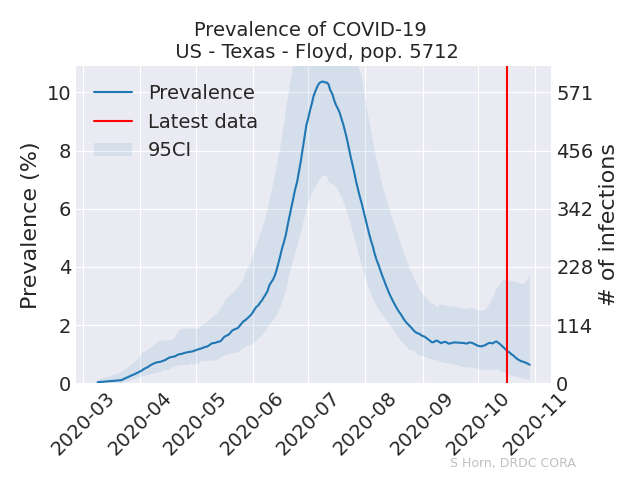 Prevalence of COVID-19
US - Texas - Floyd, pop. 5712
Prevalence
Latest data
95CI
Prevalence (%)
10
8
6
4
2
0
571
456
342
228
114
0
# of infections
2020-03
2020-04
2020-05
2020-06
2020-07
2020-08
2020-09
2020-10
2020-11
S Horn, DRDC CORA